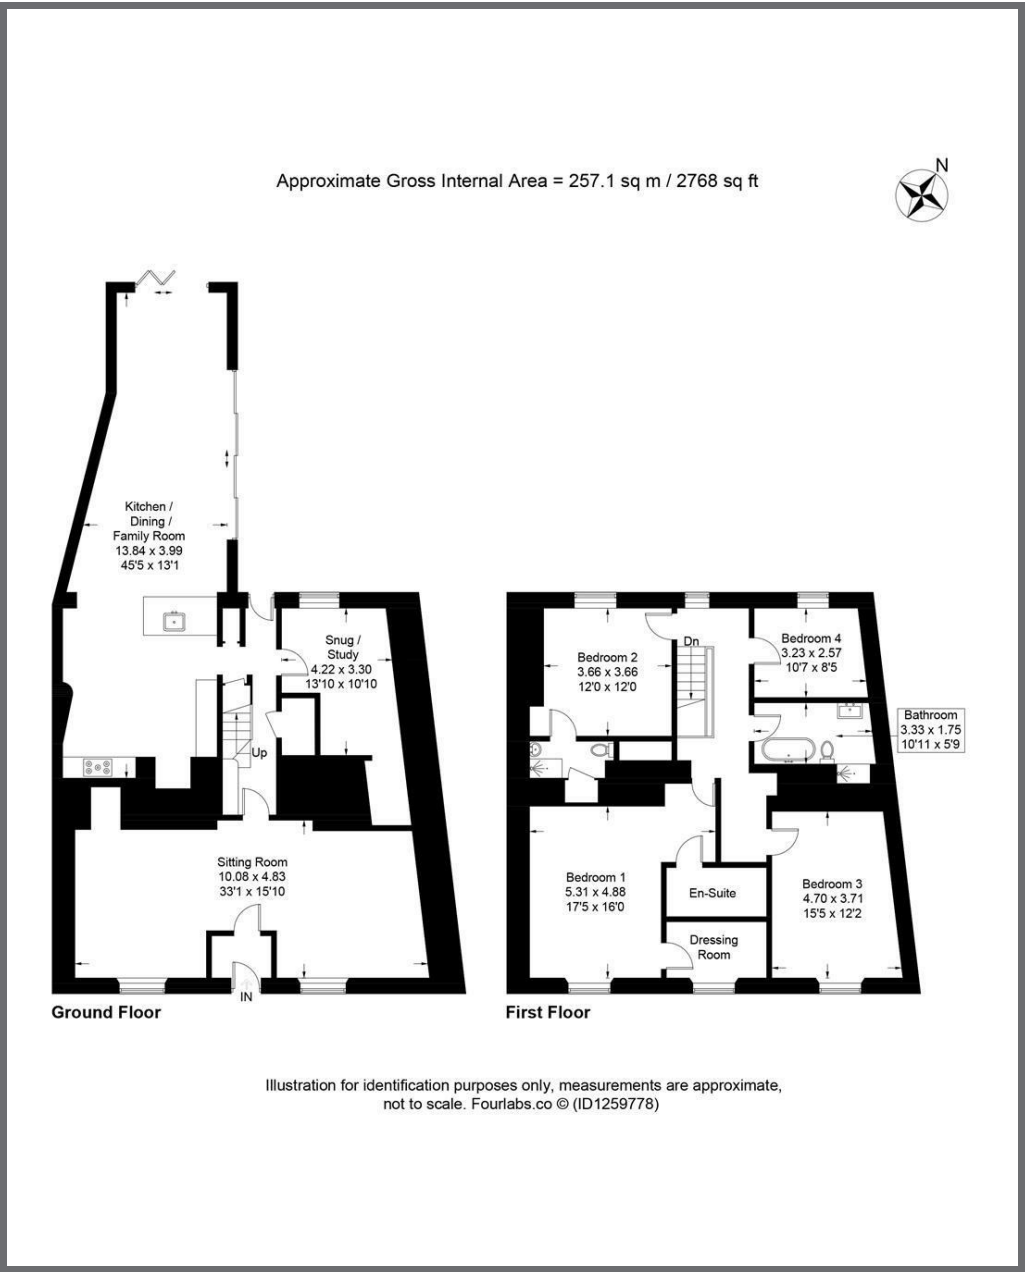 N
Approximate Gross Internal Area = 257.1 sq m / 2768 sq ft
Kitchen /
Dining /
Family Room
13.84 x 3.99
45'5 x 13'1
Snug /
Study
4.22 x 3.30
13'10 x 10'10
Up
Sitting Room
10.08 x 4.83
33'1 x 15'10
IN
Ground Floor
Dn
Bedroom 2
3.66 x 3.66
12'0 x 12'0
Bedroom 4
3.23 x 2.57
10'7 x 8'5
Bathroom
3.33 x 1.75
10'11 x 5'9
Bedroom 1
5.31 x 4.88
17'5 x 16'0
En-Suite
Bedroom 3
4.70 x 3.71
15'5 x 12'2
Dressing
Room
First Floor
Illustration for identification purposes only, measurements are approximate,
not to scale. Fourlabs.co © (ID1259778)